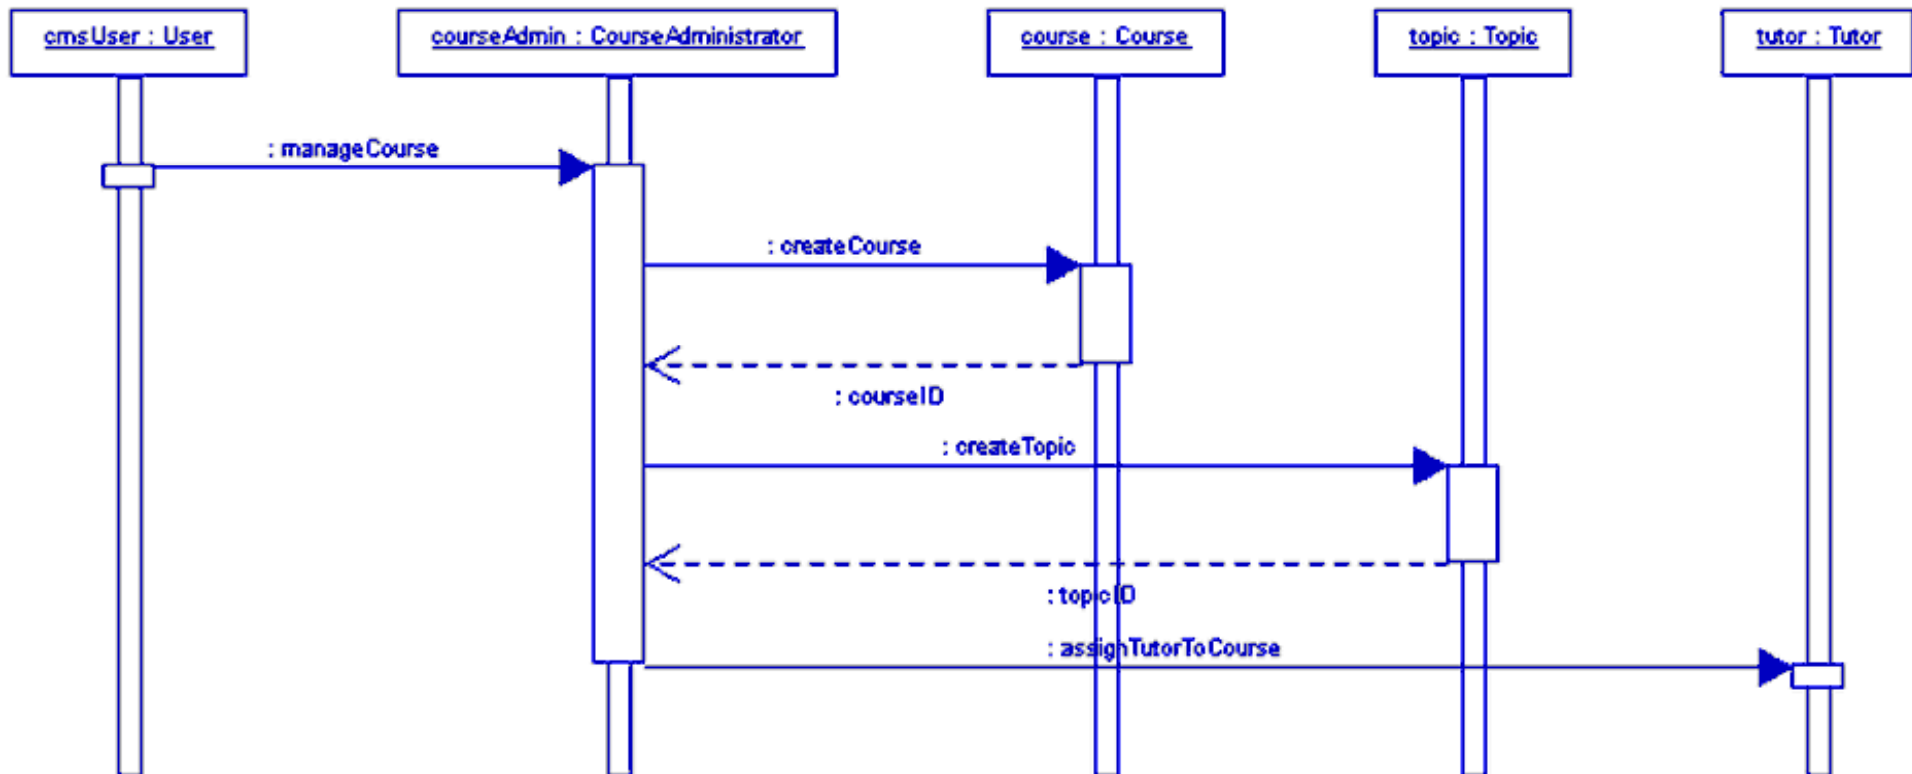 cmsUser : User
courseAdmin : CourseAdministrator
course : Course
topic : Topic
tutor : Tutor
: manageCourse
: createCourse
: courseID
: createTopic
: topicID
: assignTutorToCourse